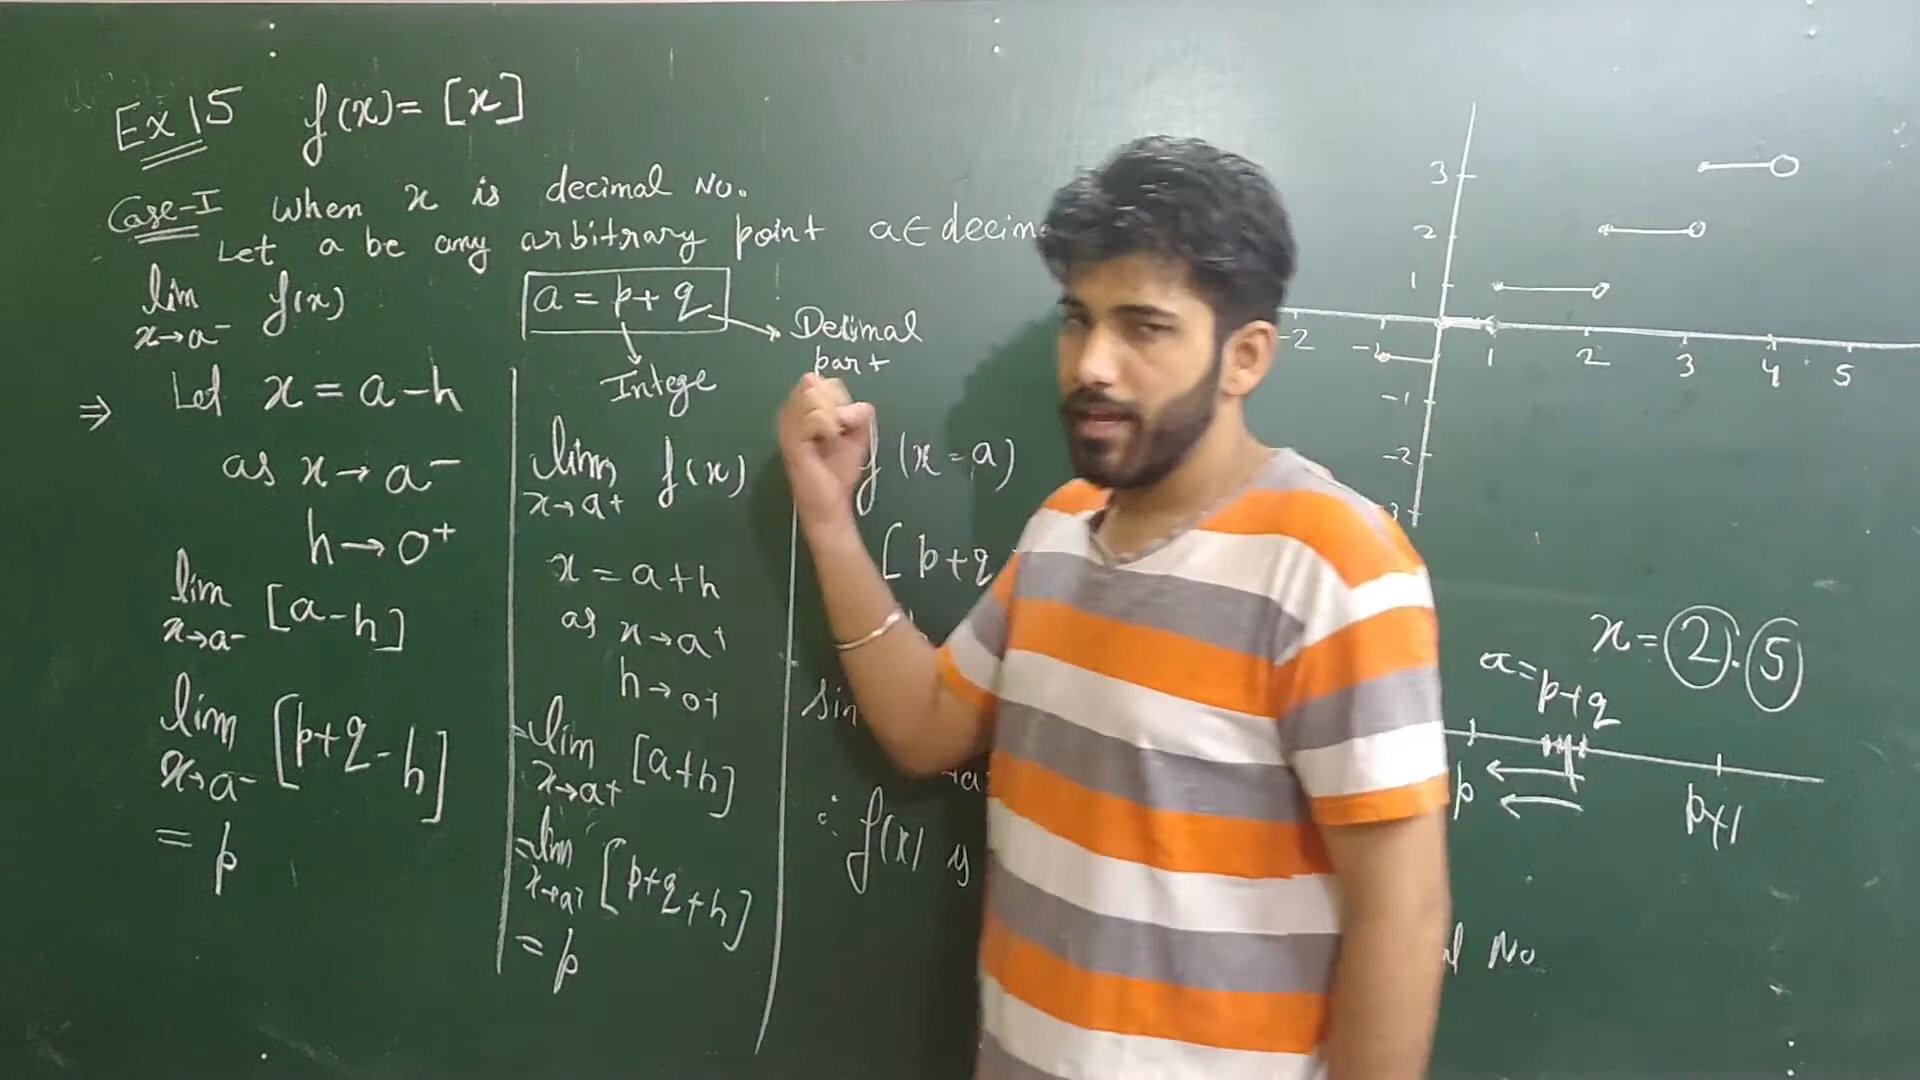 Ex 15 f(x) = [x]
Case-I when x is decimal No.
Let a be any arbitrary point a ∈ decim
lim f(x)
x→a⁻
a = p + q
Decimal
part
Intege
⇒ Let x = a-h
as x→a⁻
h→0⁺
lim [a-h]
x→a⁻
lim [p+q-h]
x→a⁻
= p
lim f(x)
x→a+
x = a+h
as x→a+
h→0+
= lim [a+h]
x→a+
= lim [p+q+h]
= p
f(x=a)
[p+q
sin
∴ f(x) is
3
2
1
-2 -1 1 2 3 4 5
-1
-2
x = 2.5
a = p+q
p p+1
No